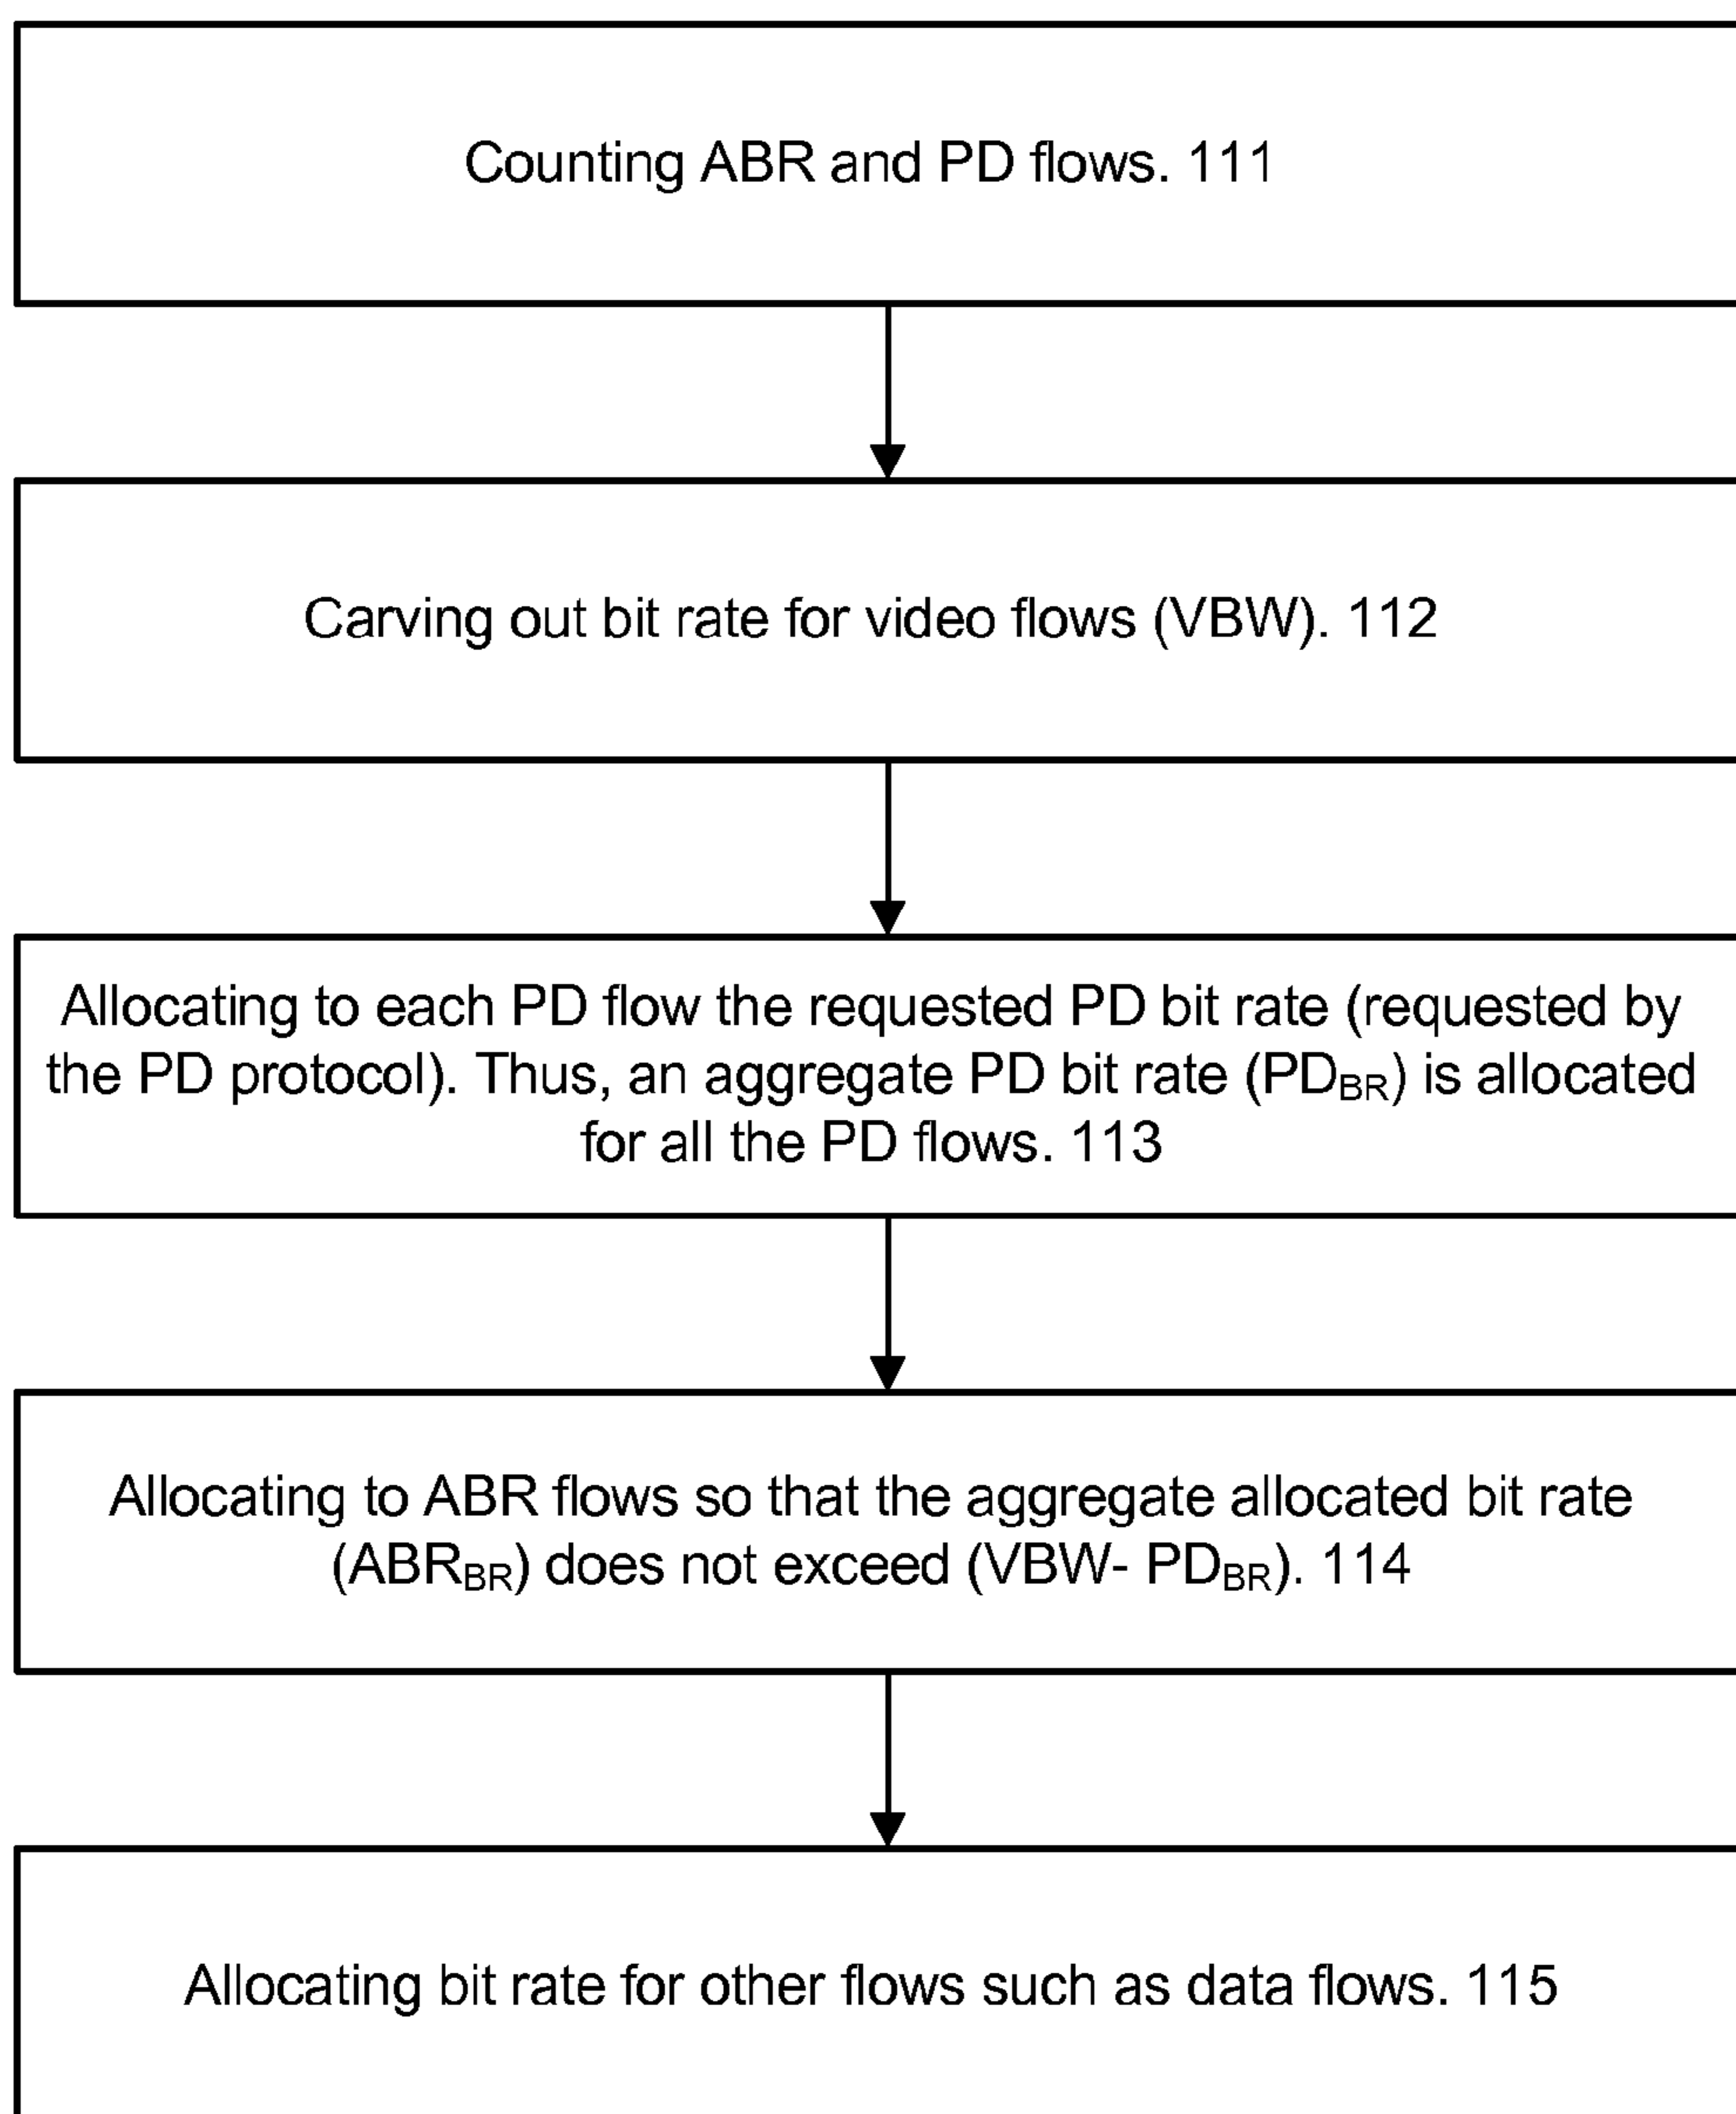 Counting ABR and PD flows. 111
Carving out bit rate for video flows (VBW). 112
Allocating to each PD flow the requested PD bit rate (requested by
the PD protocol). Thus, an aggregate PD bit rate (PDBR) is allocated
for all the PD flows. 113
Allocating to ABR flows so that the aggregate allocated bit rate
(ABRBR) does not exceed (VBW- PDBR). 114
Allocating bit rate for other flows such as data flows. 115